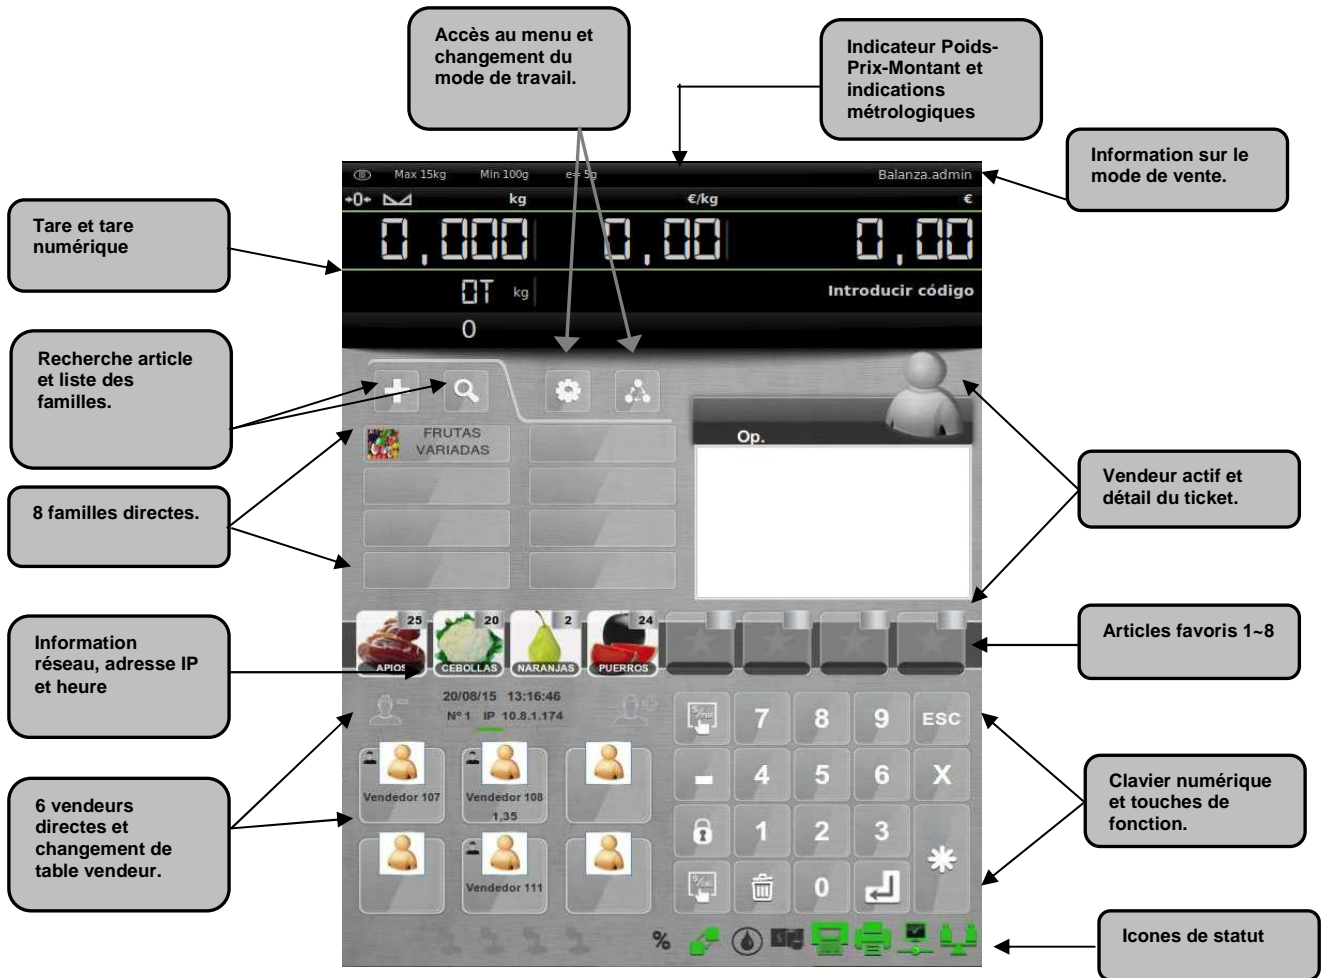 Accès au menu et
changement du
mode de travail.
Indicateur Poids-
Prix-Montant et
indications
métrologiques
Information sur le
mode de vente.
Tare et tare
numérique
Recherche article
et liste des
familles.
8 familles directes.
Information
réseau, adresse IP
et heure
6 vendeurs
directes et
changement de
table vendeur.
Vendeur actif et
détail du ticket.
Articles favoris 1~8
Clavier numérique
et touches de
fonction.
Icones de statut
Max 15kg Min 100g e= 5g Balanza.admin
→0← kg €/kg €
0,000 0,00 0,00
0T kg Introducir código
0
FRUTAS
VARIADAS
Op.
25 20 2 24
APIOS CEBOLLAS NARANJAS PUERROS
20/08/15 13:16:46
Nº 1 IP 10.8.1.174
Vendedor 107 Vendedor 108
1,35
Vendedor 111
7 8 9 ESC
- 4 5 6 X
1 2 3
0 *
%